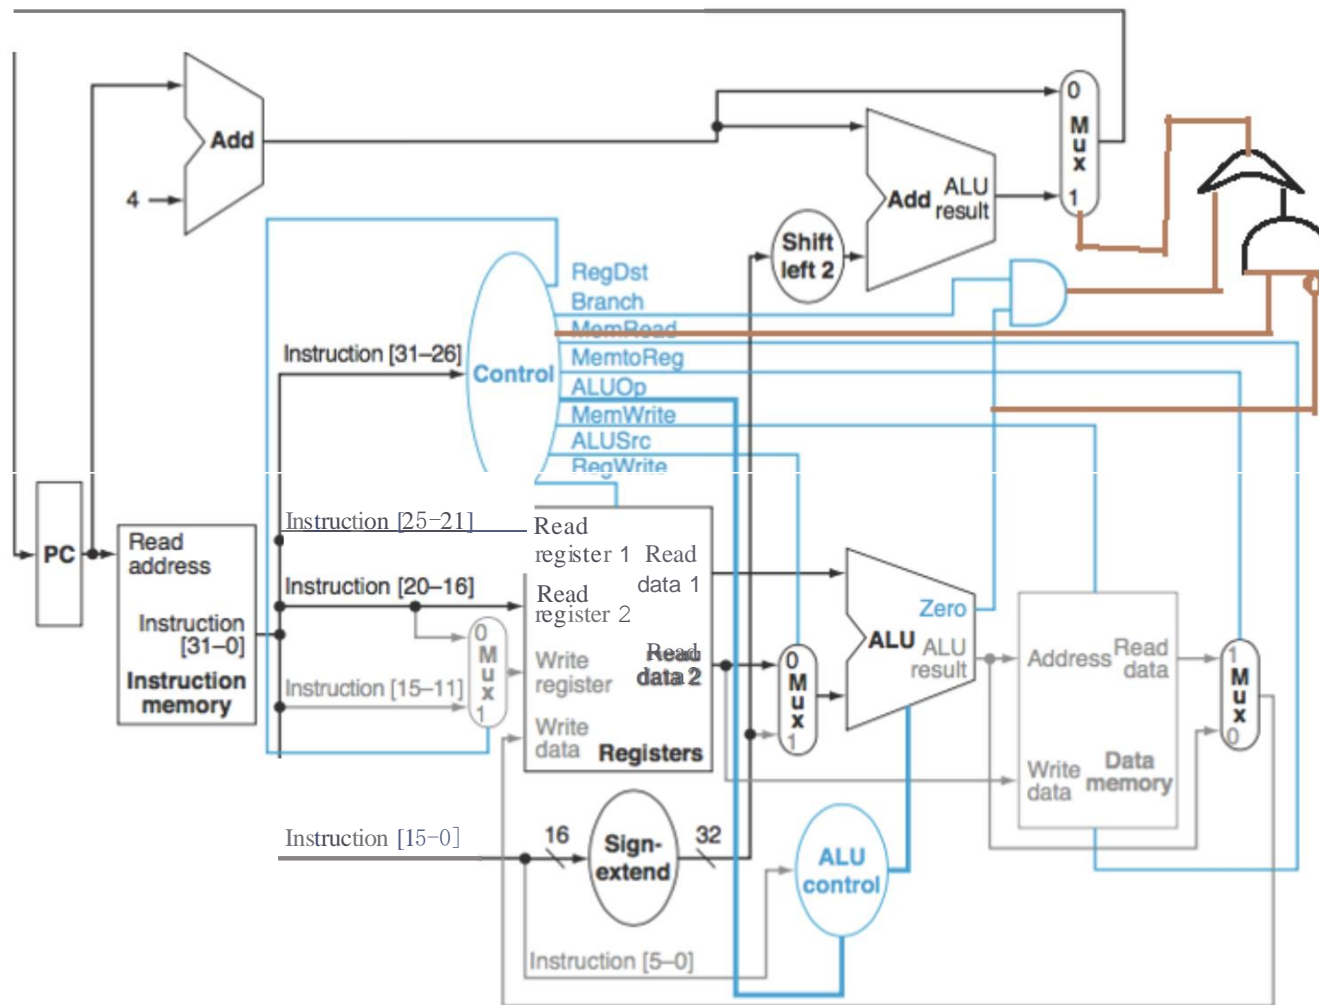 0
M
u
x
1
Add
4
Add
ALU
result
Shift
left 2
RegDst
Branch
MemRead
MemtoReg
ALUOp
MemWrite
ALUSrc
RegWrite
Instruction [31–26]
Control
PC
Read
address
Instruction
[31–0]
Instruction
memory
Instruction [25-21]
Instruction [20–16]
Instruction [15–11]
0
M
u
x
1
Read
register 1
Read
data 1
Read
register 2
Write
register
Read
data 2
Write
data
Registers
0
M
u
x
1
Zero
ALU
ALU
result
Address
Read
data
Write
data
Data
memory
1
M
u
x
0
Instruction [15-0]
16
Sign-
extend
32
ALU
control
Instruction [5–0]